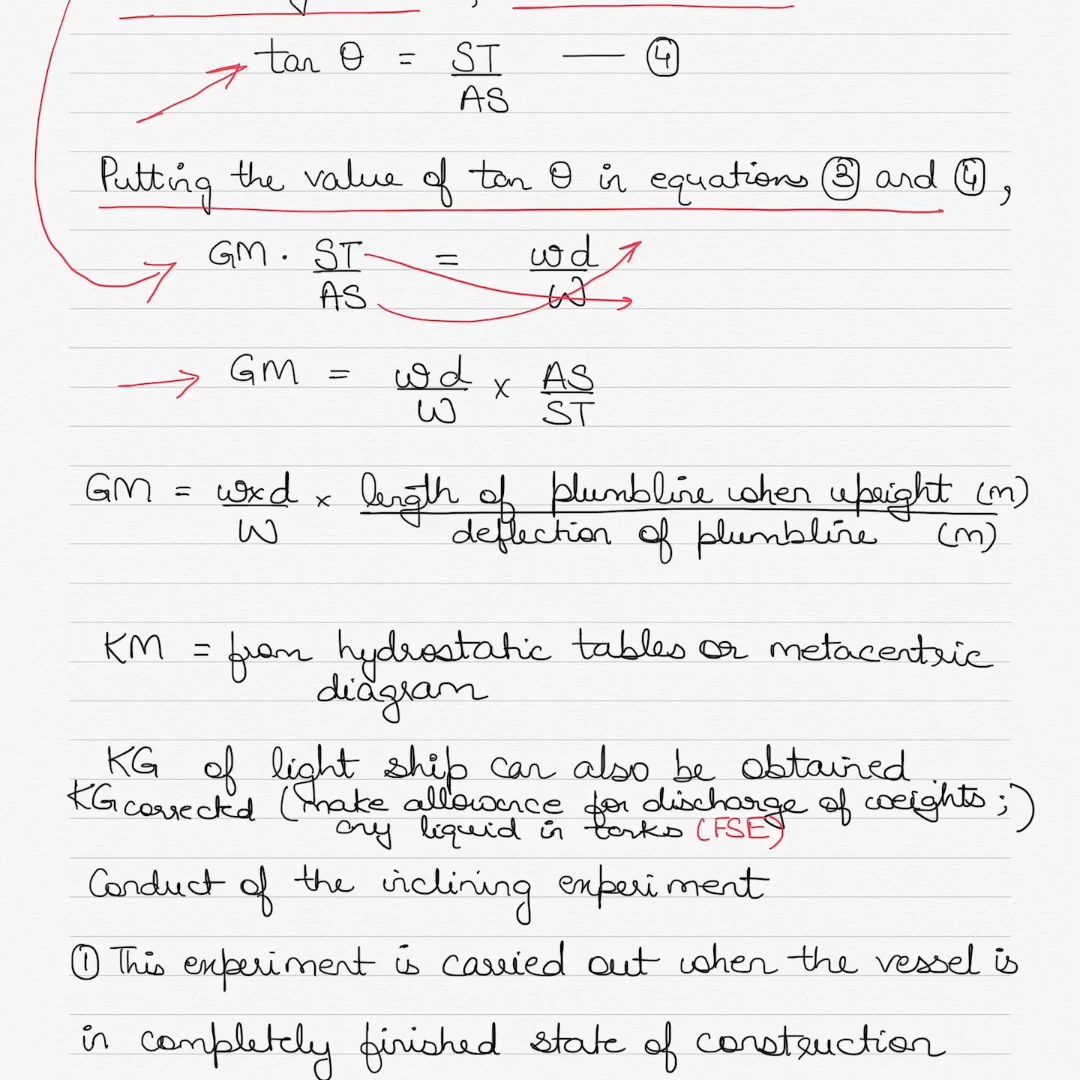 tan θ = ST/AS — ④
Putting the value of tan θ in equations ③ and ④,
GM · ST/AS = wd/W
GM = wd/W × AS/ST
GM = w×d/W × length of plumbline when upright (m)/deflection of plumbline (m)
KM = from hydrostatic tables or metacentric
diagram
KG of light ship can also be obtained.
KG corrected (make allowance for discharge of weights;
any liquid in tanks (FSE))
Conduct of the inclining experiment
① This experiment is carried out when the vessel is
in completely finished state of construction